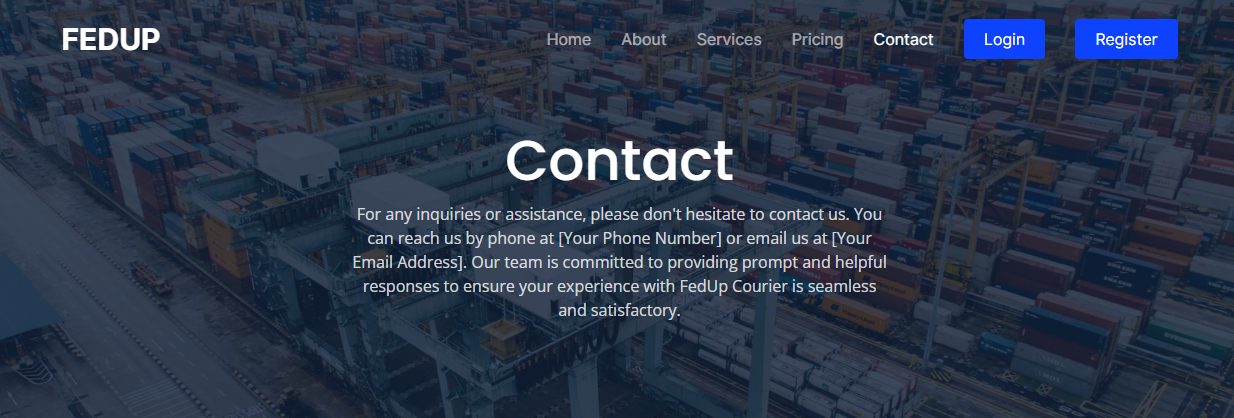 FEDUP
Home About Services Pricing Contact Login Register
Contact
For any inquiries or assistance, please don't hesitate to contact us. You
can reach us by phone at [Your Phone Number] or email us at [Your
Email Address]. Our team is committed to providing prompt and helpful
responses to ensure your experience with FedUp Courier is seamless
and satisfactory.